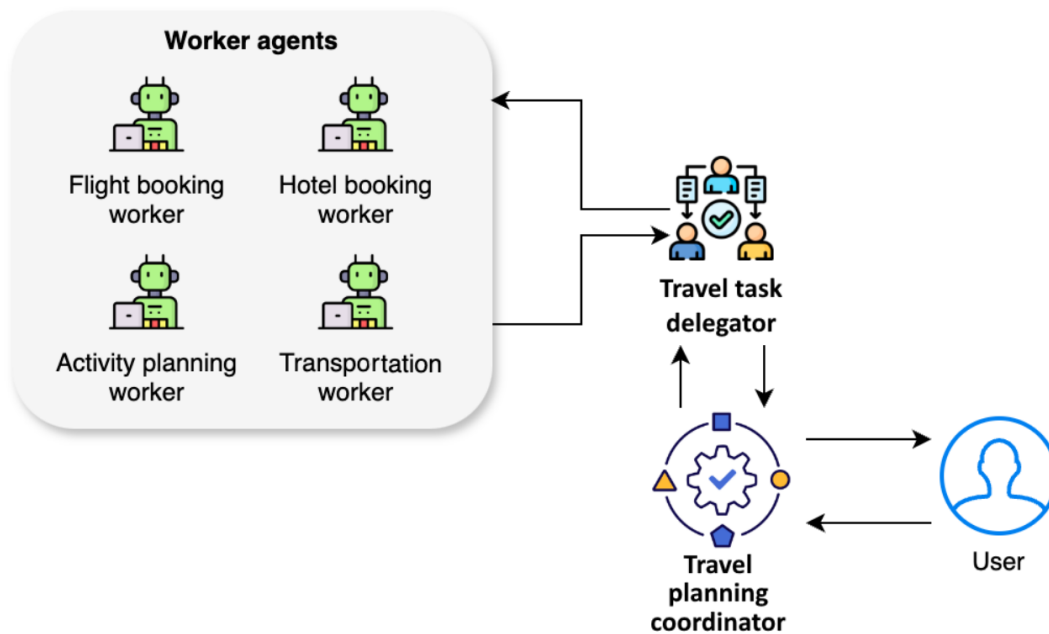 Worker agents
Flight booking
worker
Hotel booking
worker
Activity planning
worker
Transportation
worker
Travel task
delegator
Travel
planning
coordinator
User